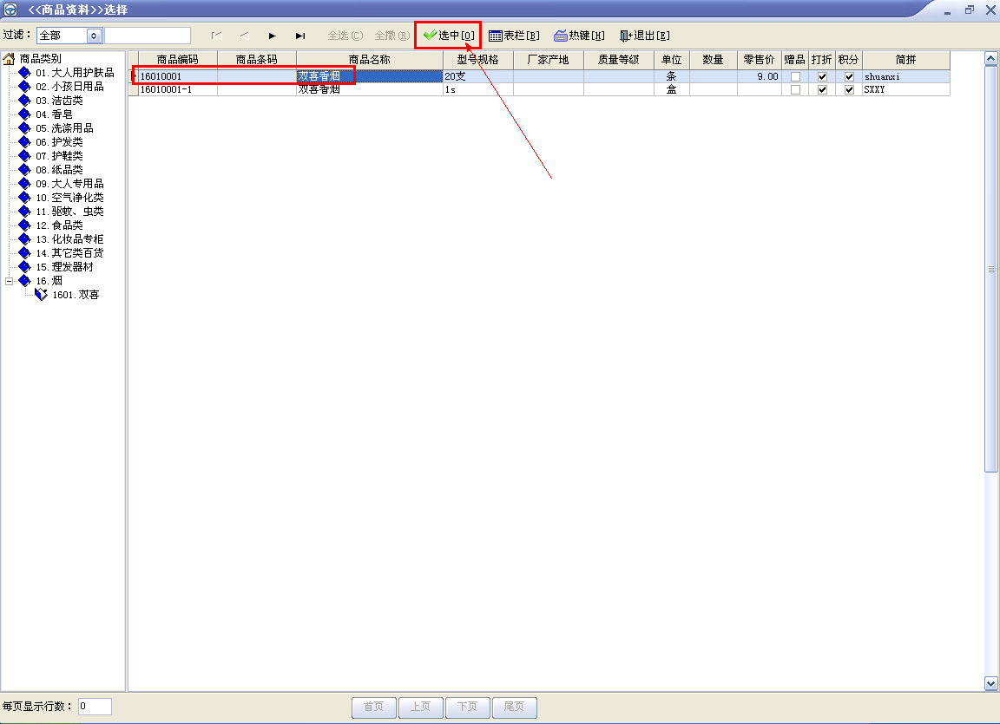 <<商品资料>>选择
过滤： 全部 全选[C] 全撤[R] 选中[O] 表栏[B] 热键[H] 退出[E]
商品类别
01.大人用护肤品
02.小孩日用品
03.洁齿类
04.香皂
05.洗涤用品
06.护发类
07.护鞋类
08.纸品类
09.大人专用品
10.空气净化类
11.驱蚊、虫类
12.食品类
13.化妆品专柜
14.其它类百货
15.理发器材
16.烟
1601.双喜
商品编码 商品条码 商品名称 型号规格 厂家产地 质量等级 单位 数量 零售价 赠品 打折 积分 简拼
16010001 双喜香烟 20支 条 9.00 shuanxi
16010001-1 双喜香烟 1s 盒 SXXY
每页显示行数： 0 首页 上页 下页 尾页